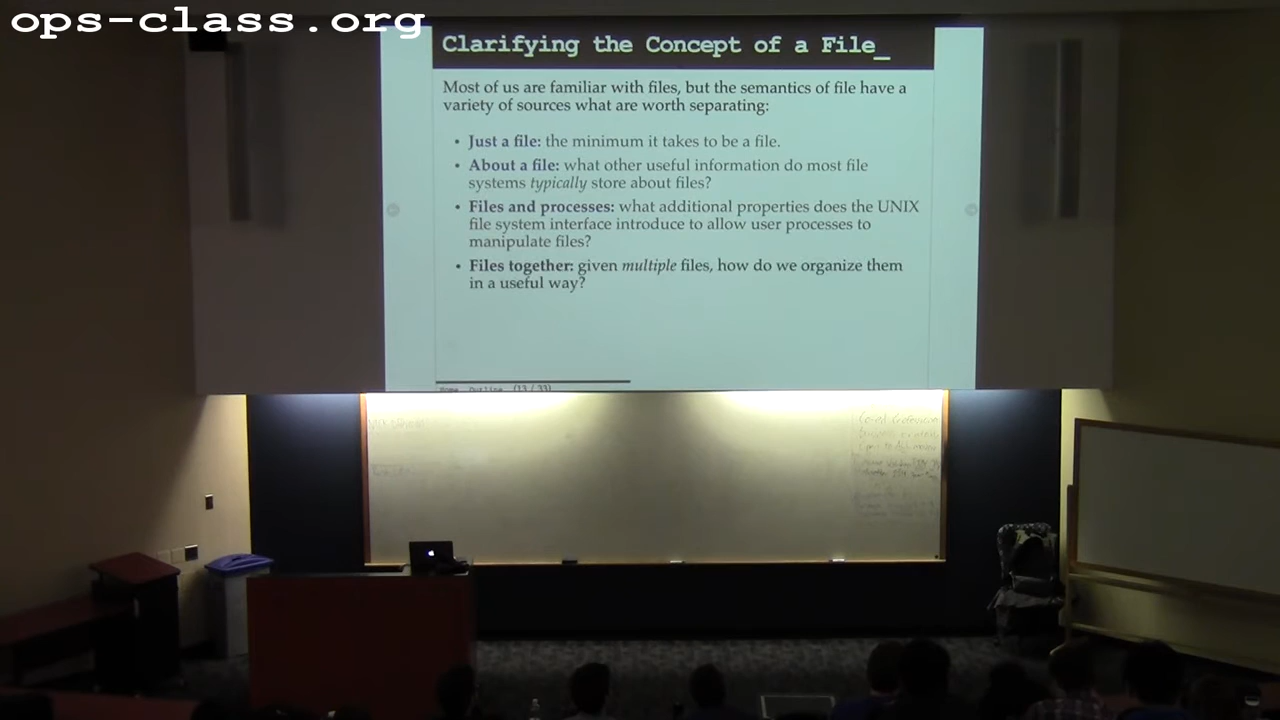 ops-class.org
Clarifying the Concept of a File_
Most of us are familiar with files, but the semantics of file have a
variety of sources what are worth separating:
• Just a file: the minimum it takes to be a file.
• About a file: what other useful information do most file
systems typically store about files?
• Files and processes: what additional properties does the UNIX
file system interface introduce to allow user processes to
manipulate files?
• Files together: given multiple files, how do we organize them
in a useful way?
Home Outline (13 / 33)